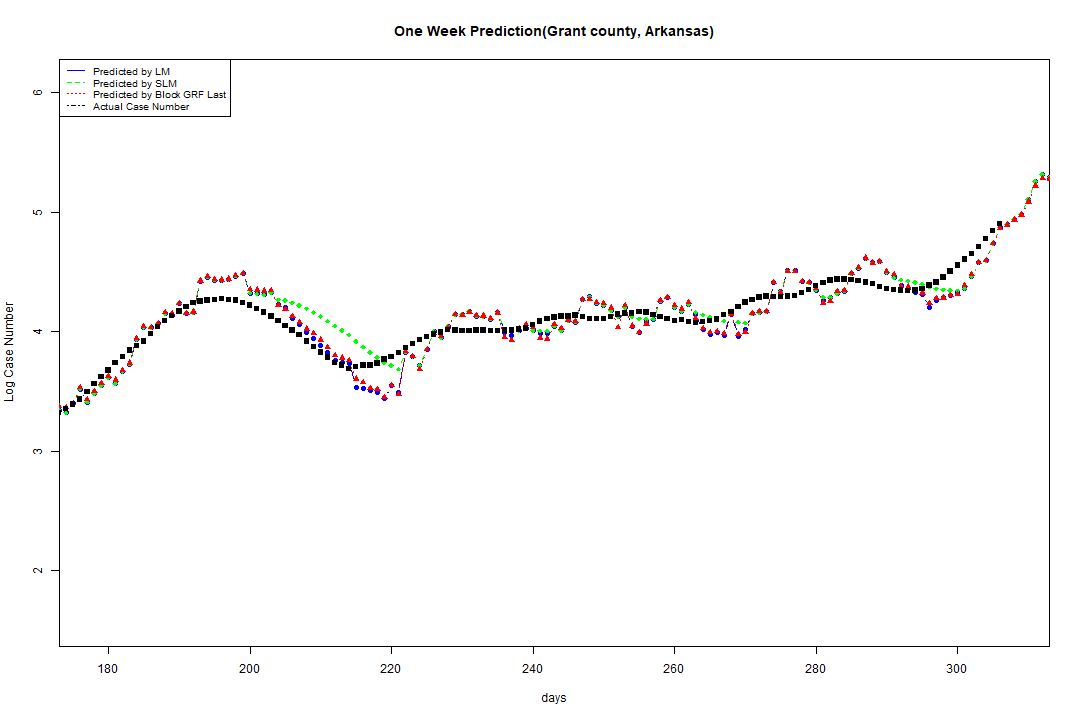 One Week Prediction(Grant county, Arkansas)
Predicted by LM
Predicted by SLM
Predicted by Block GRF Last
Actual Case Number
6
5
4
3
2
Log Case Number
180 200 220 240 260 280 300
days